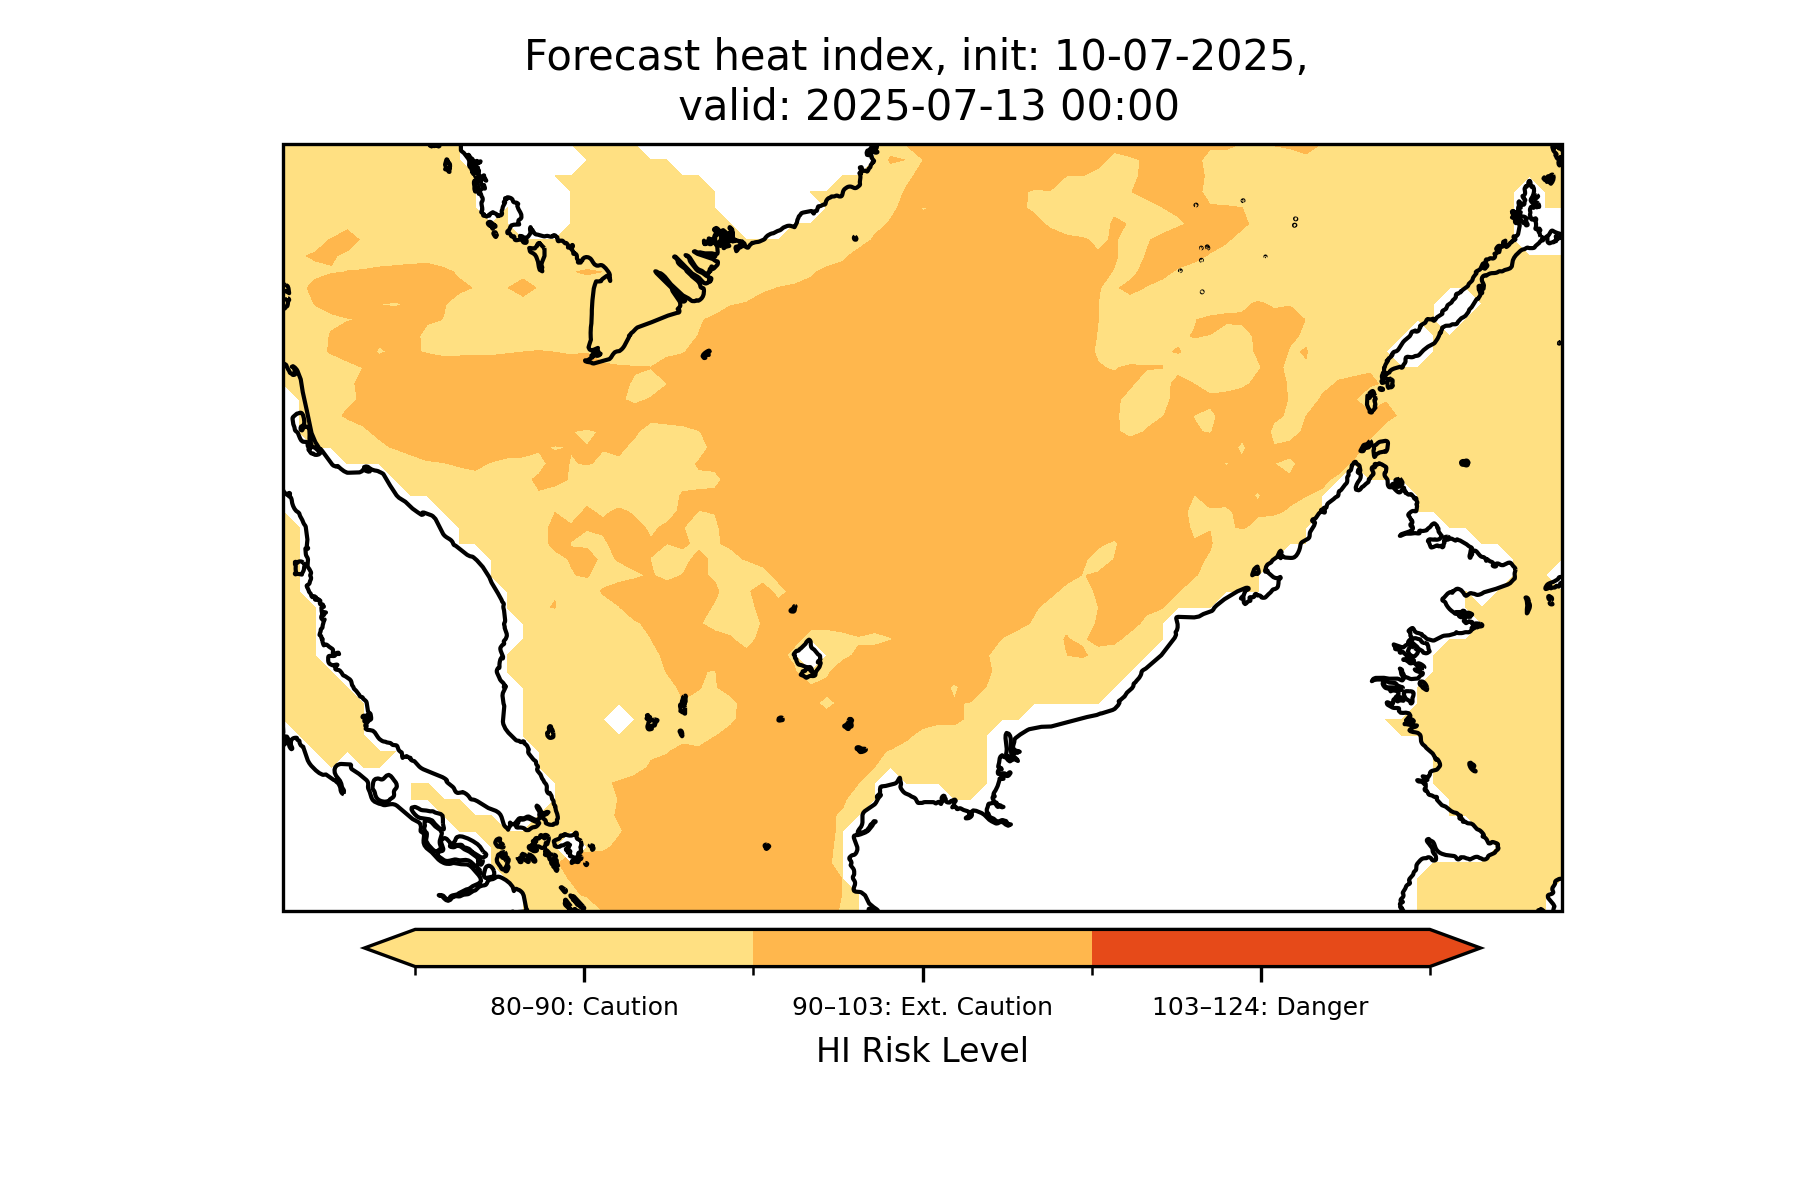 Forecast heat index, init: 10-07-2025,
valid: 2025-07-13 00:00
80–90: Caution
90–103: Ext. Caution
103–124: Danger
HI Risk Level